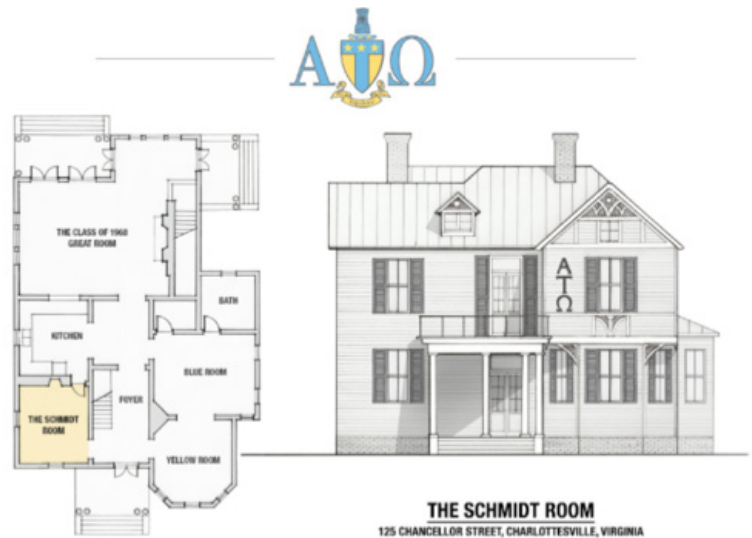 ΑΤΩ
THE CLASS OF 1968
GREAT ROOM
BATH
KITCHEN
BLUE ROOM
FOYER
THE SCHMIDT
ROOM
YELLOW ROOM
Α
Τ
Ω
THE SCHMIDT ROOM
125 CHANCELLOR STREET, CHARLOTTESVILLE, VIRGINIA